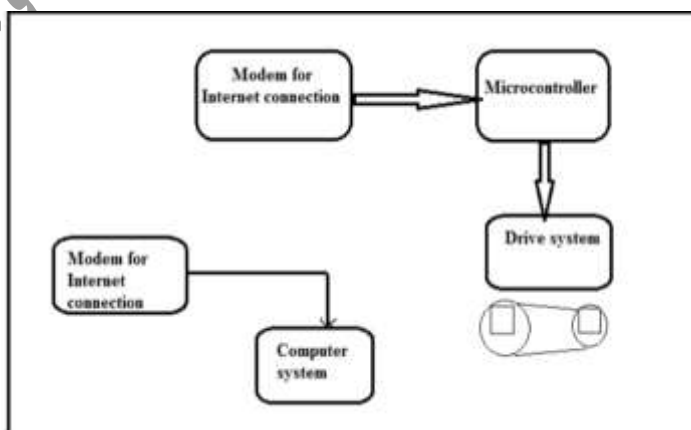 Modem for
Internet connection
Microcontroller
Drive system
Modem for
Internet
connection
Computer
system